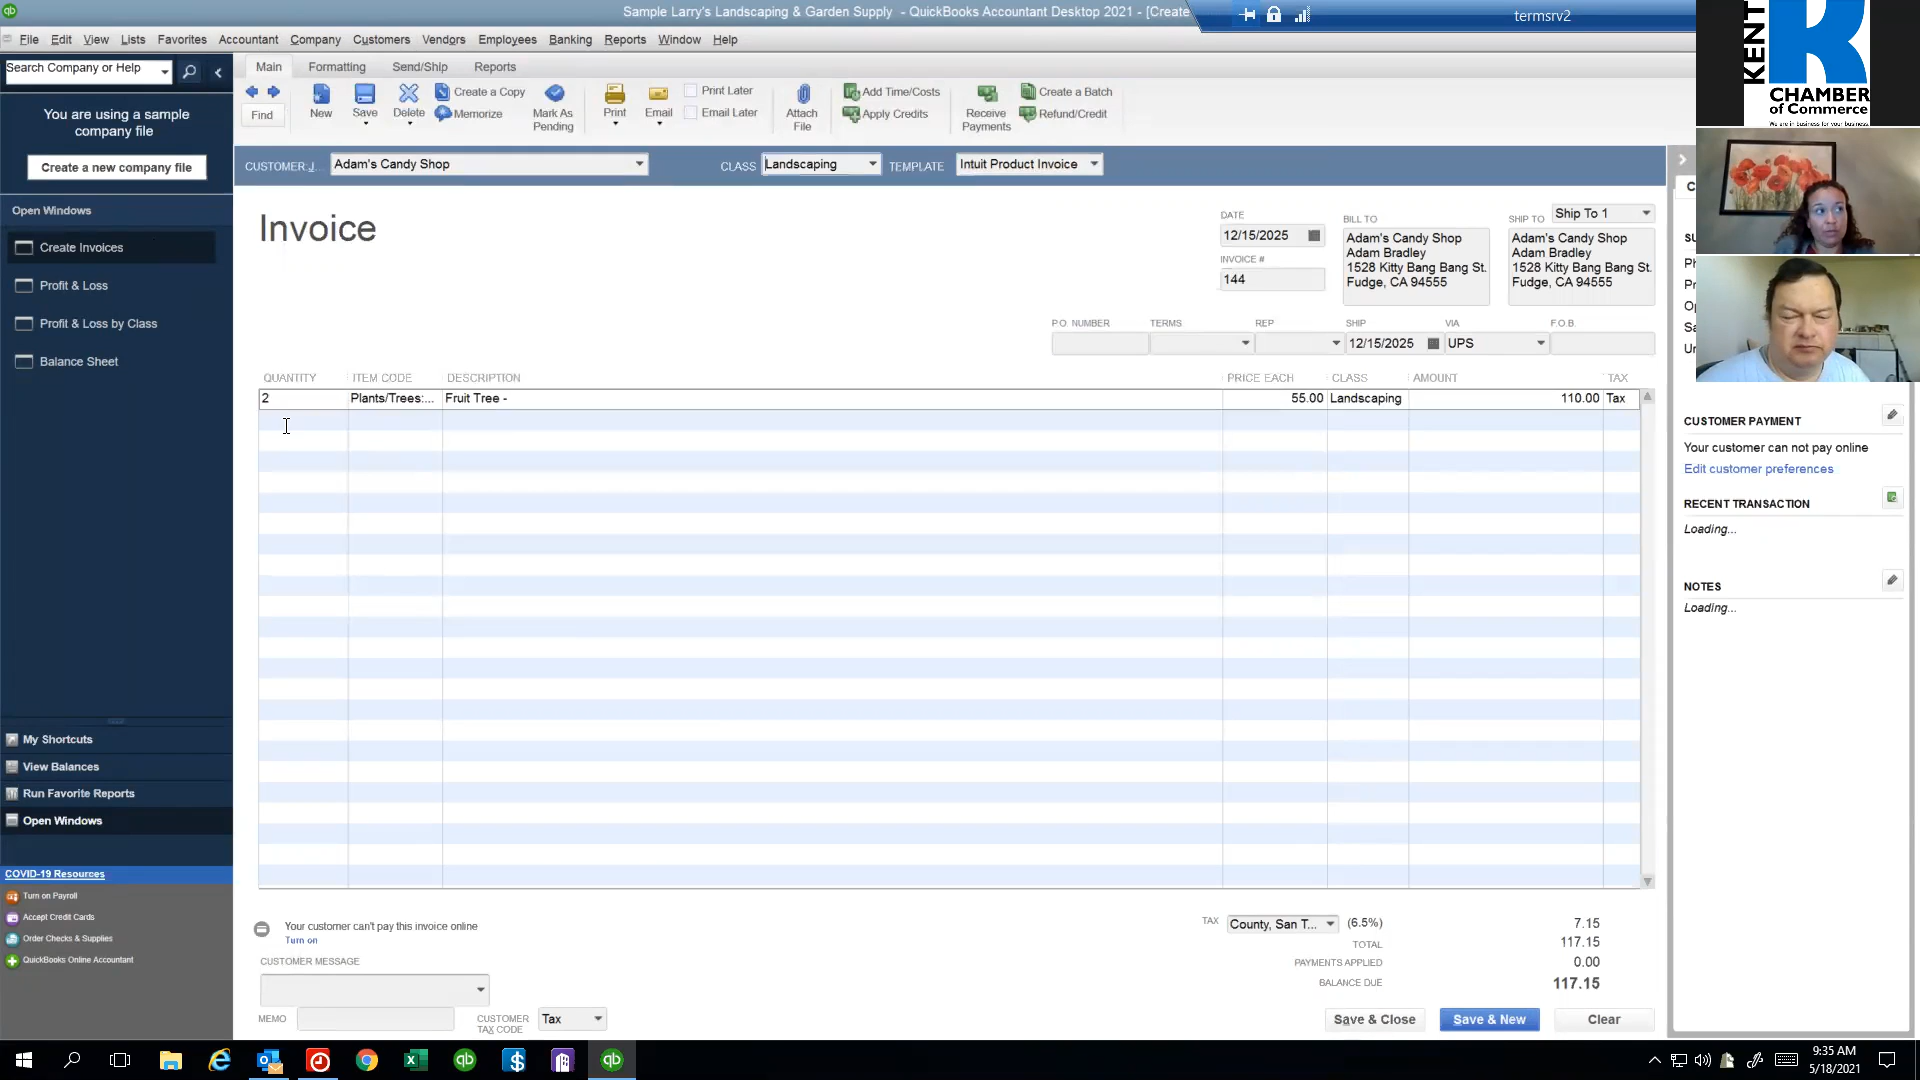 Sample Larry's Landscaping & Garden Supply - QuickBooks Accountant Desktop 2021 - [Create
termsrv2
File Edit View Lists Favorites Accountant Company Customers Vendors Employees Banking Reports Window Help
Search Company or Help
Main Formatting Send/Ship Reports
Find
New
Save
Delete
Create a Copy
Memorize
Mark As
Pending
Print
Email
Print Later
Email Later
Attach
File
Add Time/Costs
Apply Credits
Receive
Payments
Create a Batch
Refund/Credit
KENT
CHAMBER
of Commerce
We are in business for your business.
You are using a sample
company file
Create a new company file
Open Windows
Create Invoices
Profit & Loss
Profit & Loss by Class
Balance Sheet
My Shortcuts
View Balances
Run Favorite Reports
Open Windows
COVID-19 Resources
Turn on Payroll
Accept Credit Cards
Order Checks & Supplies
QuickBooks Online Accountant
CUSTOMER:J... Adam's Candy Shop CLASS Landscaping TEMPLATE Intuit Product Invoice
Invoice
DATE
12/15/2025
INVOICE #
144
BILL TO
Adam's Candy Shop
Adam Bradley
1528 Kitty Bang Bang St.
Fudge, CA 94555
SHIP TO Ship To 1
Adam's Candy Shop
Adam Bradley
1528 Kitty Bang Bang St.
Fudge, CA 94555
P.O. NUMBER TERMS REP SHIP VIA F.O.B.
12/15/2025 UPS
QUANTITY ITEM CODE DESCRIPTION PRICE EACH CLASS AMOUNT TAX
2 Plants/Trees:... Fruit Tree - 55.00 Landscaping 110.00 Tax
Your customer can't pay this invoice online
Turn on
CUSTOMER MESSAGE
MEMO
CUSTOMER
TAX CODE
Tax
TAX County, San T... (6.5%) 7.15
TOTAL 117.15
PAYMENTS APPLIED 0.00
BALANCE DUE 117.15
Save & Close Save & New Clear
CUSTOMER PAYMENT
Your customer can not pay online
Edit customer preferences
RECENT TRANSACTION
Loading...
NOTES
Loading...
9:35 AM
5/18/2021